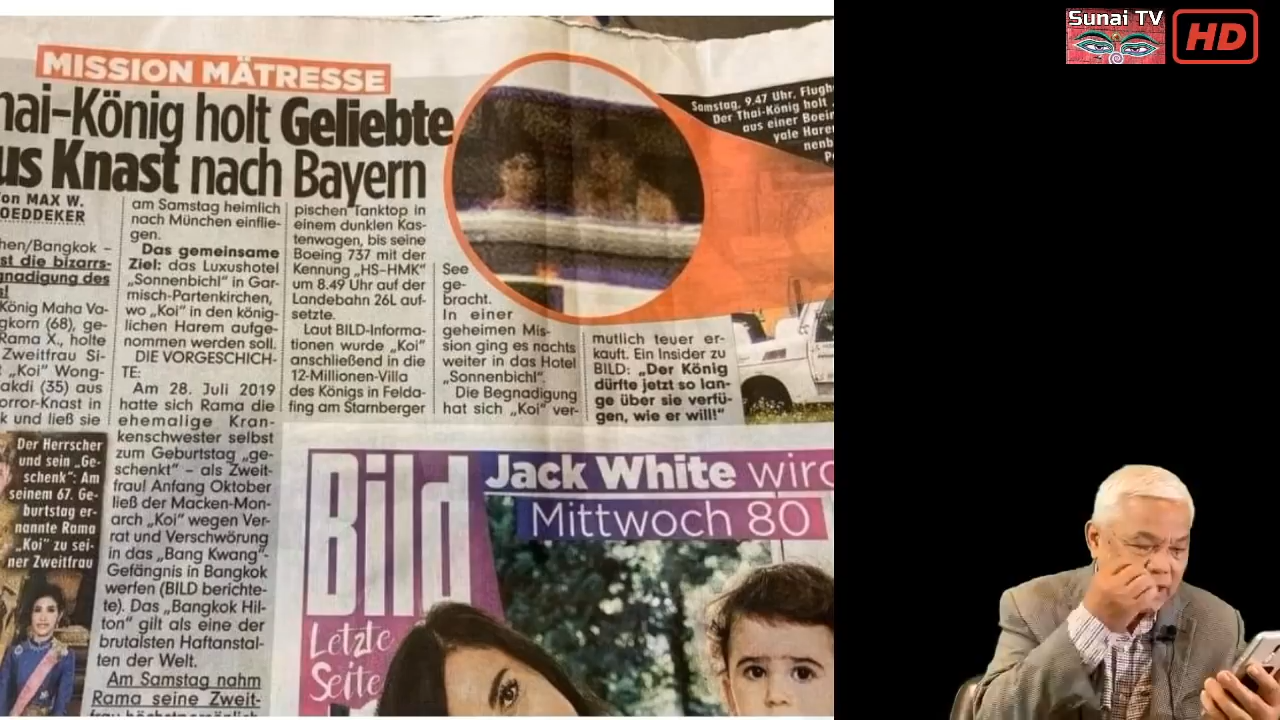 MISSION MÄTRESSE
hai-König holt Geliebte
us Knast nach Bayern
on MAX W.
OEDDEKER
hen/Bangkok –
st die bizarrs-
gnadigung des
s!
König Maha Va-
gkorn (68), ge-
Rama X., holte
Zweitfrau Si-
t „Koi” Wong-
akdi (35) aus
orror-Knast in
k und ließ sie
am Samstag heimlich
nach München einflie-
gen.
Das gemeinsame
Ziel: das Luxushotel
„Sonnenbichl” in Gar-
misch-Partenkirchen,
wo „Koi” in den könig-
lichen Harem aufge-
nommen werden soll.
DIE VORGESCHICH-
TE:
Am 28. Juli 2019
hatte sich Rama die
ehemalige Kran-
kenschwester selbst
zum Geburtstag „ge-
schenkt” – als Zweit-
frau! Anfang Oktober
ließ der Macken-Mon-
arch „Koi” wegen Ver-
rat und Verschwörung
in das „Bang Kwang”-
Gefängnis in Bangkok
werfen (BILD berichte-
te). Das „Bangkok Hil-
ton” gilt als eine der
brutalsten Haftanstal-
ten der Welt.
Am Samstag nahm
Rama seine Zweit-
frau höchstpersönlich
pischen Tanktop in
einem dunklen Kas-
tenwagen, bis seine
Boeing 737 mit der
Kennung „HS-HMK”
um 8.49 Uhr auf der
Landebahn 26L auf-
setzte.
Laut BILD-Informa-
tionen wurde „Koi”
anschließend in die
12-Millionen-Villa
des Königs in Felda-
fing am Starnberger
See
ge-
bracht.
In einer
geheimen Mis-
sion ging es nachts
weiter in das Hotel
„Sonnenbichl”.
Die Begnadigung
hat sich „Koi” ver-
mutlich teuer er-
kauft. Ein Insider zu
BILD: „Der König
dürfte jetzt so lan-
ge über sie verfü-
gen, wie er will!”
Samstag, 9.47 Uhr, Flugh
Der Thai-König holt
aus einer Boein
yale Hare
nenb
P
Der Herrscher
und sein „Ge-
schenk”: Am
seinem 67. Ge-
burtstag er-
nannte Rama
„Koi” zu sei-
ner Zweitfrau
Bild
Letzte
Seite
Jack White wird
Mittwoch 80
Sunai TV
HD